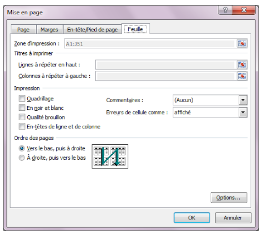 Mise en page
Page Marges En-tête/Pied de page Feuille
Zone d'impression : A1:J51
Titres à imprimer
Lignes à répéter en haut :
Colonnes à répéter à gauche :
Impression
Quadrillage
Commentaires : (Aucun)
En noir et blanc
Erreurs de cellule comme : affiché
Qualité brouillon
En-têtes de ligne et de colonne
Ordre des pages
Vers le bas, puis à droite
À droite, puis vers le bas
Options...
OK Annuler